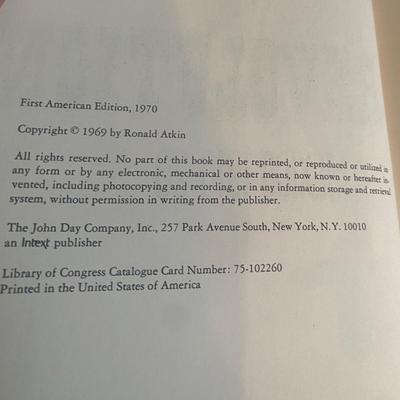 First American Edition, 1970
Copyright © 1969 by Ronald Atkin
All rights reserved. No part of this book may be reprinted, or reproduced or utilized in
any form or by any electronic, mechanical or other means, now known or hereafter in-
vented, including photocopying and recording, or in any information storage and retrieval
system, without permission in writing from the publisher.
The John Day Company, Inc., 257 Park Avenue South, New York, N.Y. 10010
an Intext publisher
Library of Congress Catalogue Card Number: 75-102260
Printed in the United States of America